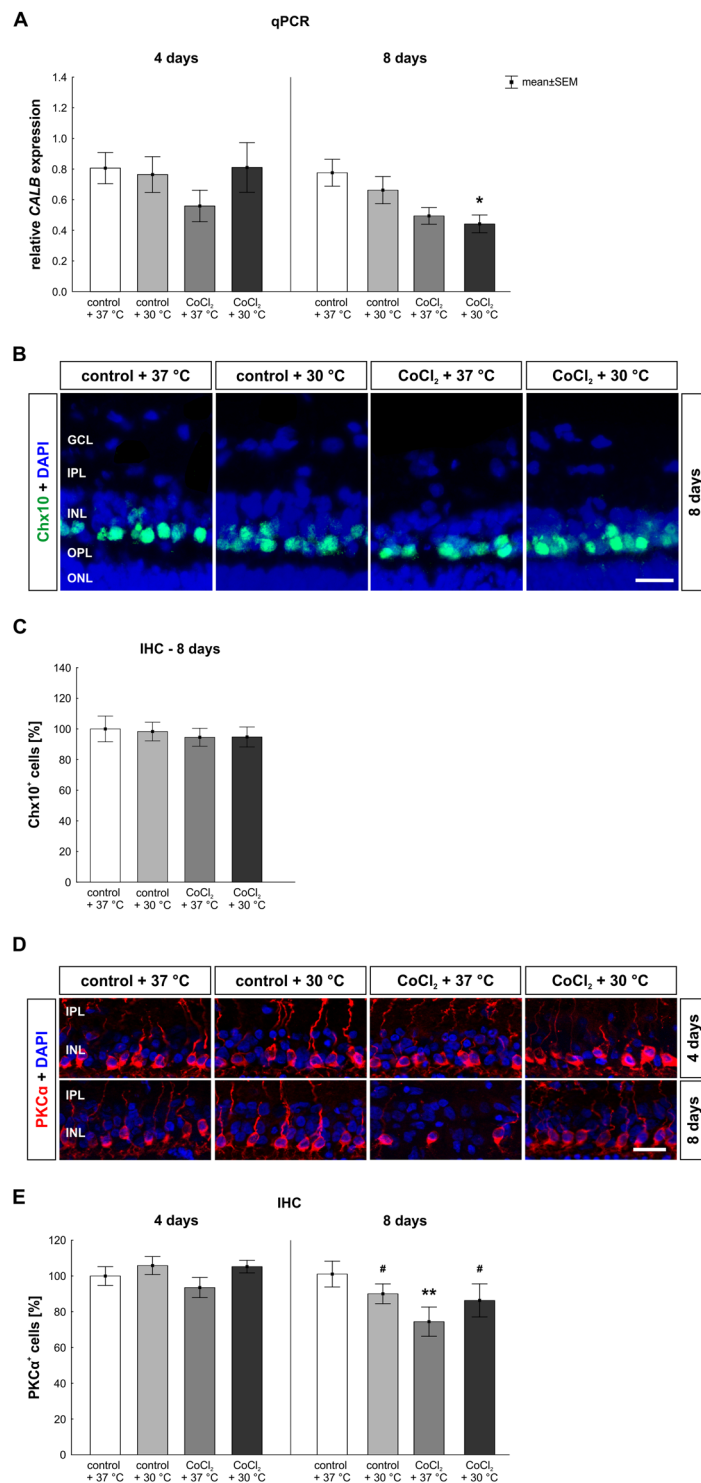 A
qPCR
4 days
8 days
mean±SEM
relative CALB expression
1.4
1.2
1.0
0.8
0.6
0.4
0.2
0.0
*
control + 37 °C
control + 30 °C
CoCl₂ + 37 °C
CoCl₂ + 30 °C
control + 37 °C
control + 30 °C
CoCl₂ + 37 °C
CoCl₂ + 30 °C
B
control + 37 °C
control + 30 °C
CoCl₂ + 37 °C
CoCl₂ + 30 °C
Chx10 + DAPI
GCL
IPL
INL
OPL
ONL
8 days
C
IHC - 8 days
Chx10⁺ cells [%]
140
120
100
80
60
40
20
0
control + 37 °C
control + 30 °C
CoCl₂ + 37 °C
CoCl₂ + 30 °C
D
control + 37 °C
control + 30 °C
CoCl₂ + 37 °C
CoCl₂ + 30 °C
PKCα + DAPI
IPL
INL
4 days
IPL
INL
8 days
E
IHC
4 days
8 days
PKCα⁺ cells [%]
120
100
80
60
40
20
0
#
**
#
control + 37 °C
control + 30 °C
CoCl₂ + 37 °C
CoCl₂ + 30 °C
control + 37 °C
control + 30 °C
CoCl₂ + 37 °C
CoCl₂ + 30 °C